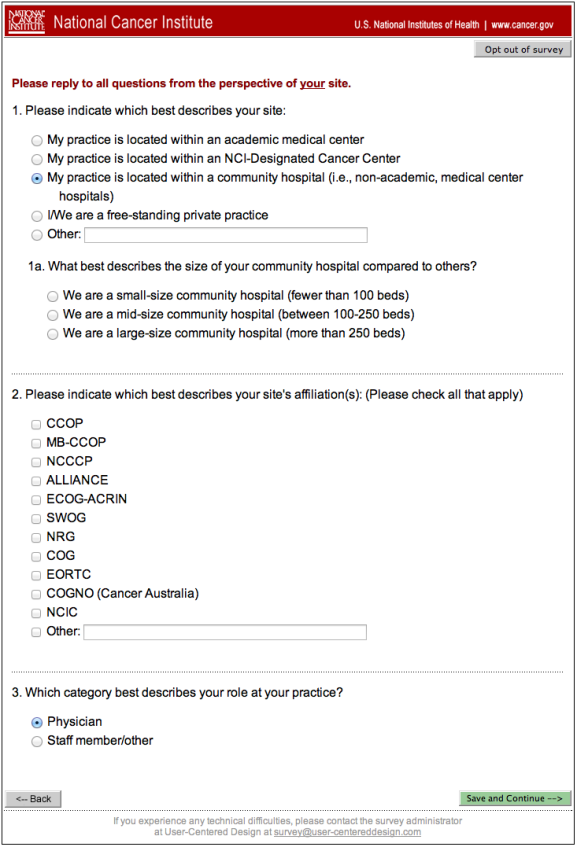 NATIONAL
CANCER
INSTITUTE
National Cancer Institute
U.S. National Institutes of Health | www.cancer.gov
Opt out of survey
Please reply to all questions from the perspective of your site.
1. Please indicate which best describes your site:
My practice is located within an academic medical center
My practice is located within an NCI-Designated Cancer Center
My practice is located within a community hospital (i.e., non-academic, medical center
hospitals)
I/We are a free-standing private practice
Other:
1a. What best describes the size of your community hospital compared to others?
We are a small-size community hospital (fewer than 100 beds)
We are a mid-size community hospital (between 100-250 beds)
We are a large-size community hospital (more than 250 beds)
2. Please indicate which best describes your site's affiliation(s): (Please check all that apply)
CCOP
MB-CCOP
NCCCP
ALLIANCE
ECOG-ACRIN
SWOG
NRG
COG
EORTC
COGNO (Cancer Australia)
NCIC
Other:
3. Which category best describes your role at your practice?
Physician
Staff member/other
<-- Back
Save and Continue -->
If you experience any technical difficulties, please contact the survey administrator
at User-Centered Design at survey@user-centereddesign.com